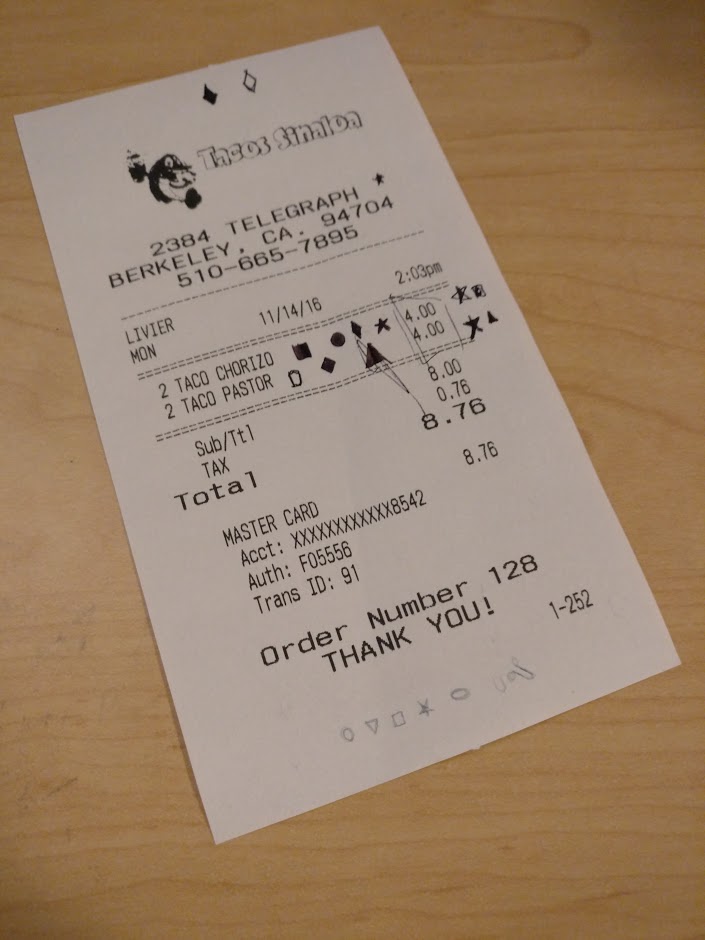 Tacos Sinaloa
2384 TELEGRAPH
BERKELEY, CA. 94704
510-665-7895
LIVIER 11/14/16 2:03pm
MON
2 TACO CHORIZO 4.00
2 TACO PASTOR 4.00
Sub/Ttl 8.00
TAX 0.76
Total 8.76
MASTER CARD 8.76
Acct: XXXXXXXXXXXX8542
Auth: F05556
Trans ID: 91
Order Number 128
THANK YOU!
1-252